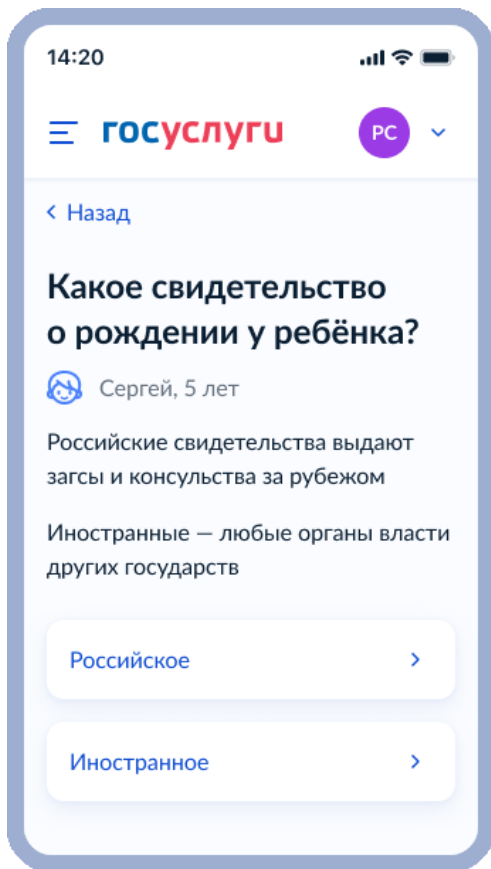 14:20
госуслуги
РС
Назад
Какое свидетельство
о рождении у ребёнка?
Сергей, 5 лет
Российские свидетельства выдают
загсы и консульства за рубежом
Иностранные — любые органы власти
других государств
Российское
Иностранное